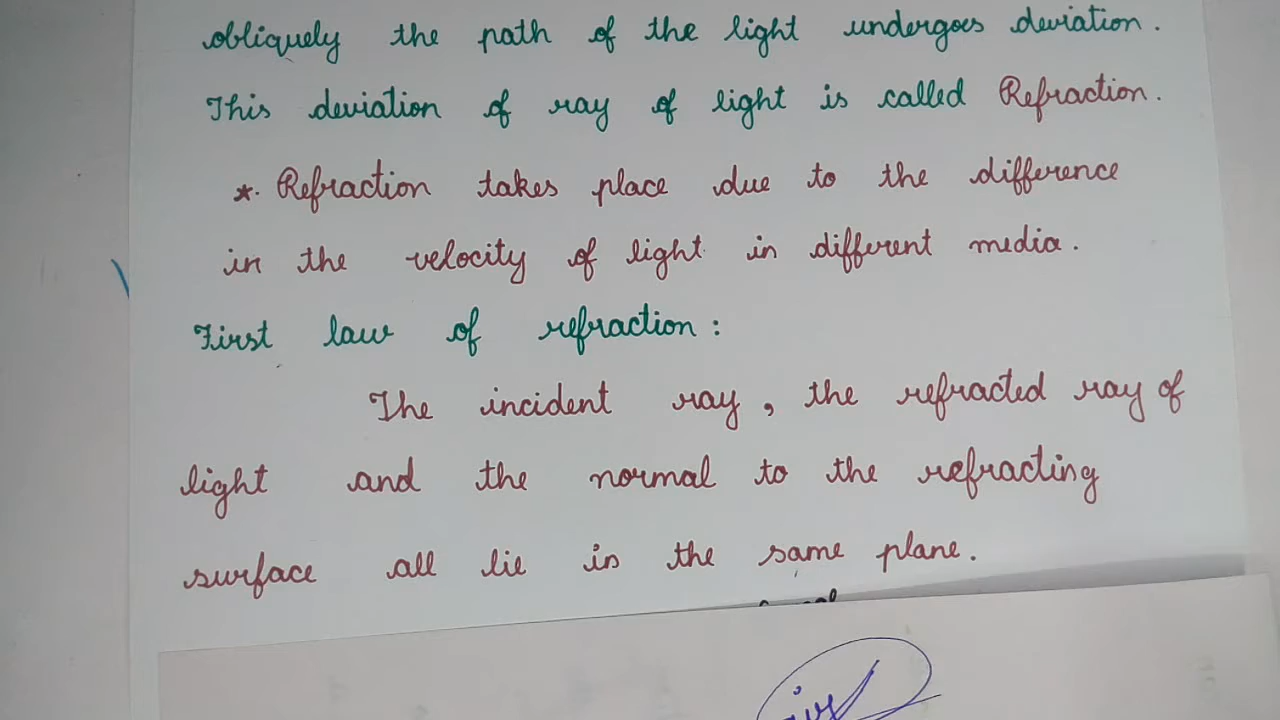 obliquely the path of the light undergoes deviation.
This deviation of ray of light is called Refraction.
*. Refraction takes place due to the difference
in the velocity of light in different media.
First law of refraction:
The incident ray, the refracted ray of
light and the normal to the refracting
surface all lie in the same plane.